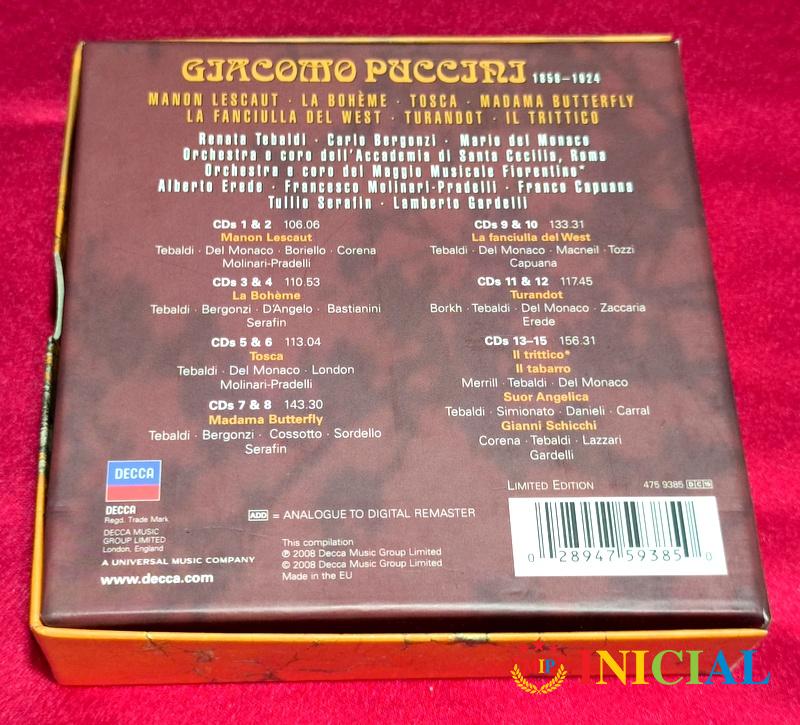 GIACOMO PUCCINI 1858–1924
MANON LESCAUT · LA BOHÈME · TOSCA · MADAMA BUTTERFLY
LA FANCIULLA DEL WEST · TURANDOT · IL TRITTICO
Renata Tebaldi · Carlo Bergonzi · Mario del Monaco
Orchestra e coro dell'Accademia di Santa Cecilia, Roma
Orchestra e coro del Maggio Musicale Fiorentino*
Alberto Erede · Francesco Molinari-Pradelli · Franco Capuana
Tullio Serafin · Lamberto Gardelli
CDs 1 & 2 106.06
Manon Lescaut
Tebaldi · Del Monaco · Boriello · Corena
Molinari-Pradelli
CDs 3 & 4 110.53
La Bohème
Tebaldi · Bergonzi · D'Angelo · Bastianini
Serafin
CDs 5 & 6 113.04
Tosca
Tebaldi · Del Monaco · London
Molinari-Pradelli
CDs 7 & 8 143.30
Madama Butterfly
Tebaldi · Bergonzi · Cossotto · Sordello
Serafin
CDs 9 & 10 133.31
La fanciulla del West
Tebaldi · Del Monaco · Macneil · Tozzi
Capuana
CDs 11 & 12 117.45
Turandot
Borkh · Tebaldi · Del Monaco · Zaccaria
Erede
CDs 13–15 156.31
Il trittico*
Il tabarro
Merrill · Tebaldi · Del Monaco
Suor Angelica
Tebaldi · Simionato · Danieli · Carral
Gianni Schicchi
Corena · Tebaldi · Lazzari
Gardelli
DECCA
DECCA
Regd. Trade Mark
DECCA MUSIC
GROUP LIMITED
London, England
A UNIVERSAL MUSIC COMPANY
www.decca.com
ADD = ANALOGUE TO DIGITAL REMASTER
This compilation
℗ 2008 Decca Music Group Limited
© 2008 Decca Music Group Limited
Made in the EU
LIMITED EDITION 475 9385
0 28947 59385 0
IP INICIAL